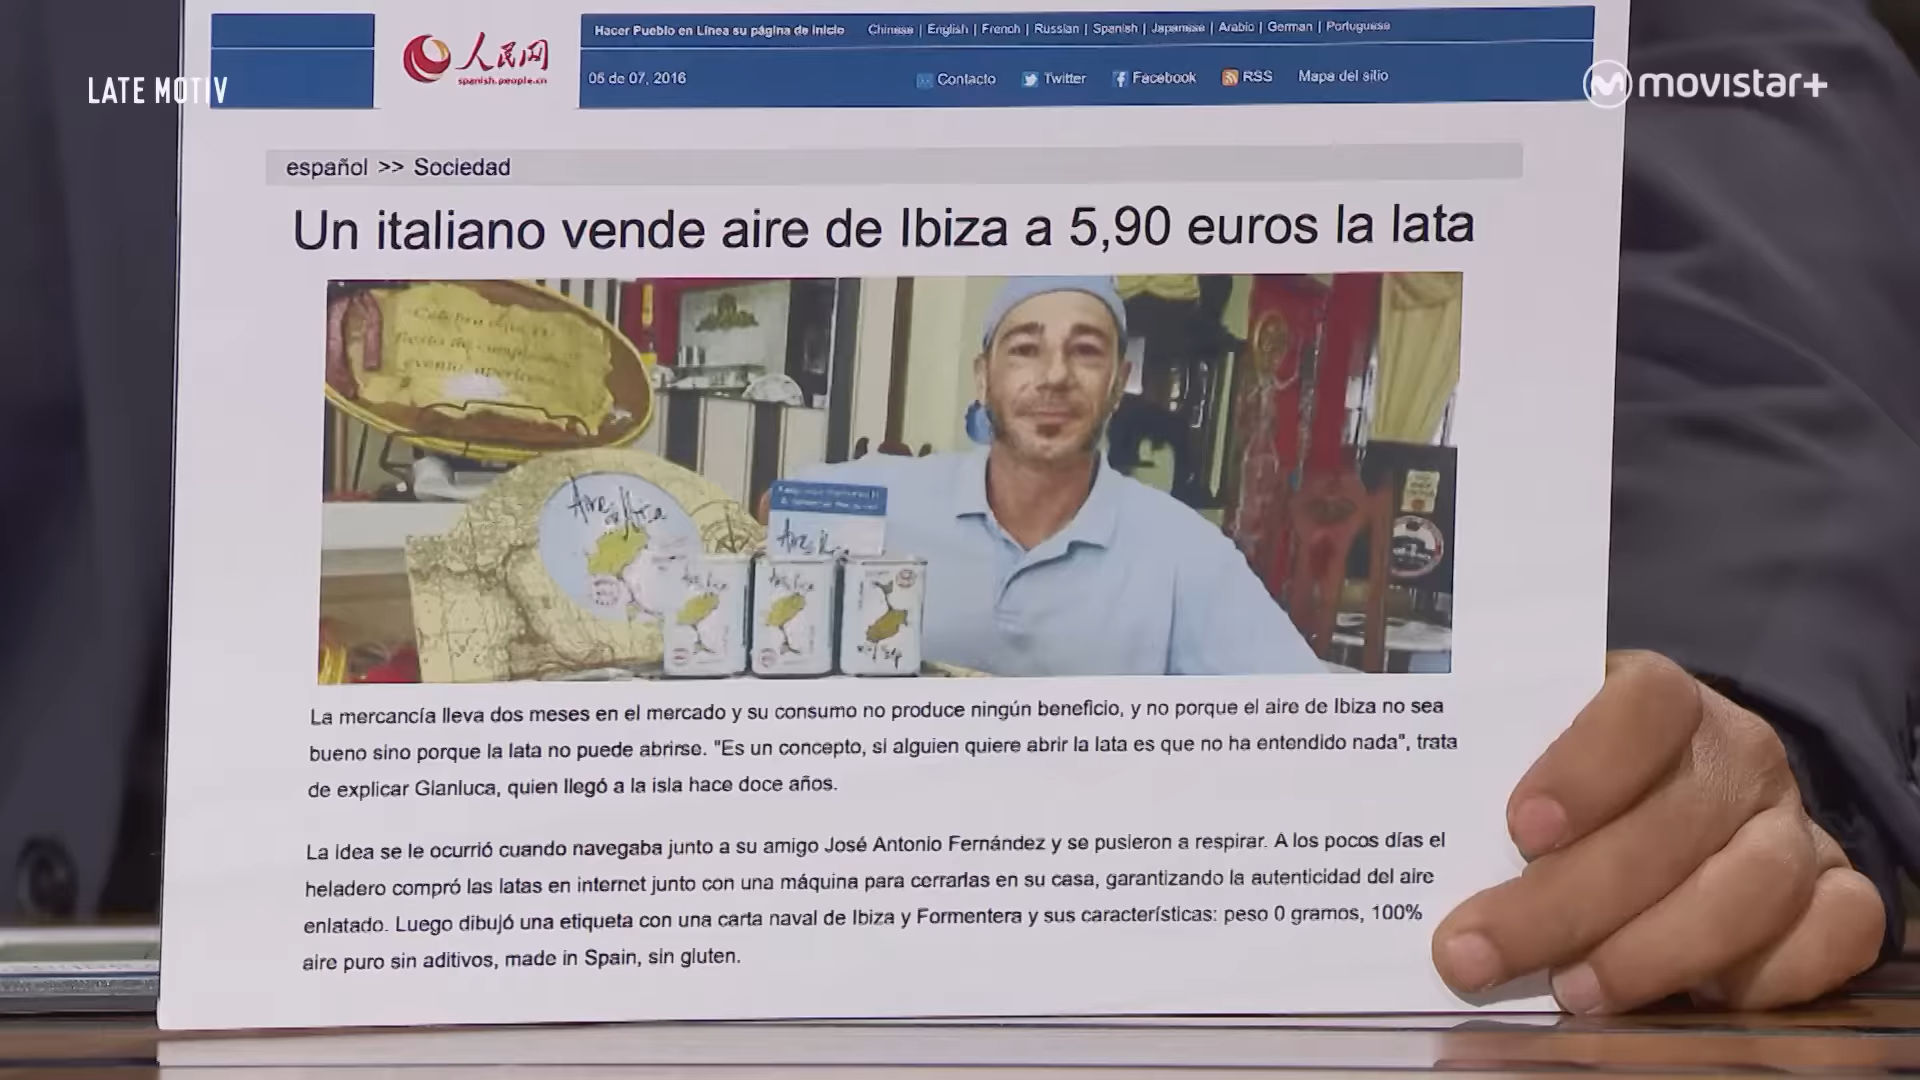 LATE MOTIV
movistar+
人民网
spanish.people.cn
Hacer Pueblo en Línea su página de inicio Chinese | English | French | Russian | Spanish | Japanese | Arabic | German | Portuguese
05 de 07, 2016 Contacto Twitter Facebook RSS Mapa del sitio
español >> Sociedad
Un italiano vende aire de Ibiza a 5,90 euros la lata
Aire
Aire
La mercancía lleva dos meses en el mercado y su consumo no produce ningún beneficio, y no porque el aire de Ibiza no sea
bueno sino porque la lata no puede abrirse. "Es un concepto, si alguien quiere abrir la lata es que no ha entendido nada", trata
de explicar Gianluca, quien llegó a la isla hace doce años.
La idea se le ocurrió cuando navegaba junto a su amigo José Antonio Fernández y se pusieron a respirar. A los pocos días el
heladero compró las latas en internet junto con una máquina para cerrarlas en su casa, garantizando la autenticidad del aire
enlatado. Luego dibujó una etiqueta con una carta naval de Ibiza y Formentera y sus características: peso 0 gramos, 100%
aire puro sin aditivos, made in Spain, sin gluten.